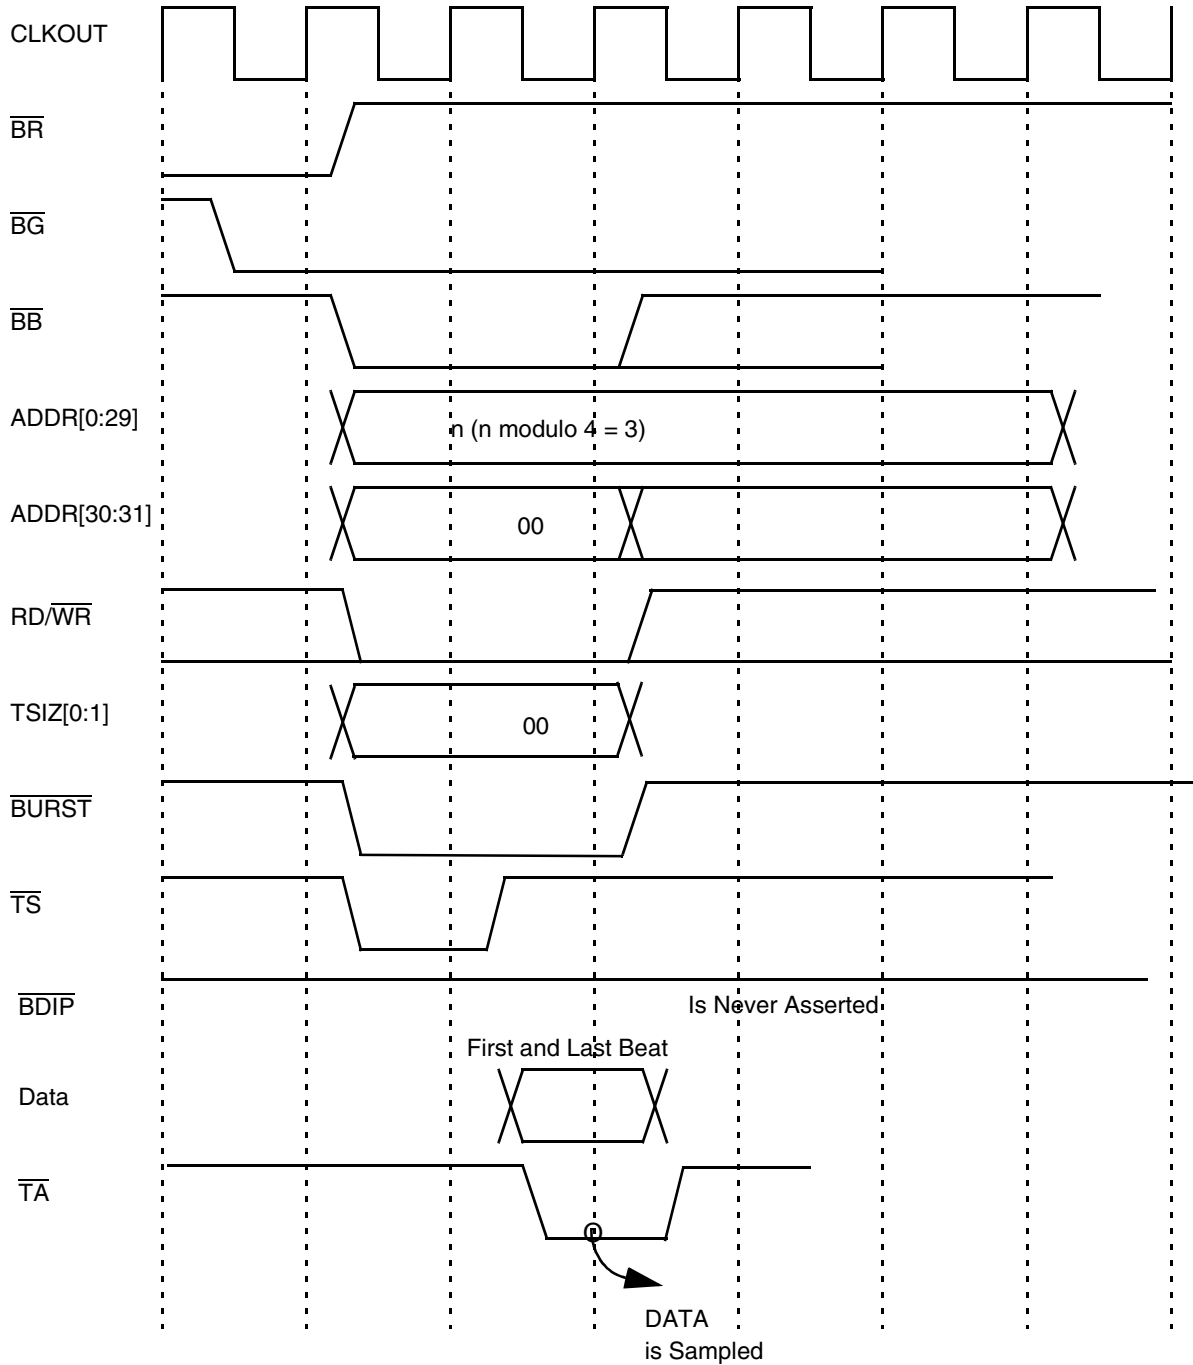 CLKOUT
BR
BG
BB
ADDR[0:29]
n (n modulo 4 = 3)
ADDR[30:31]
00
RD/WR
TSIZ[0:1]
00
BURST
TS
BDIP
Is Never Asserted
First and Last Beat
Data
TA
DATA
is Sampled